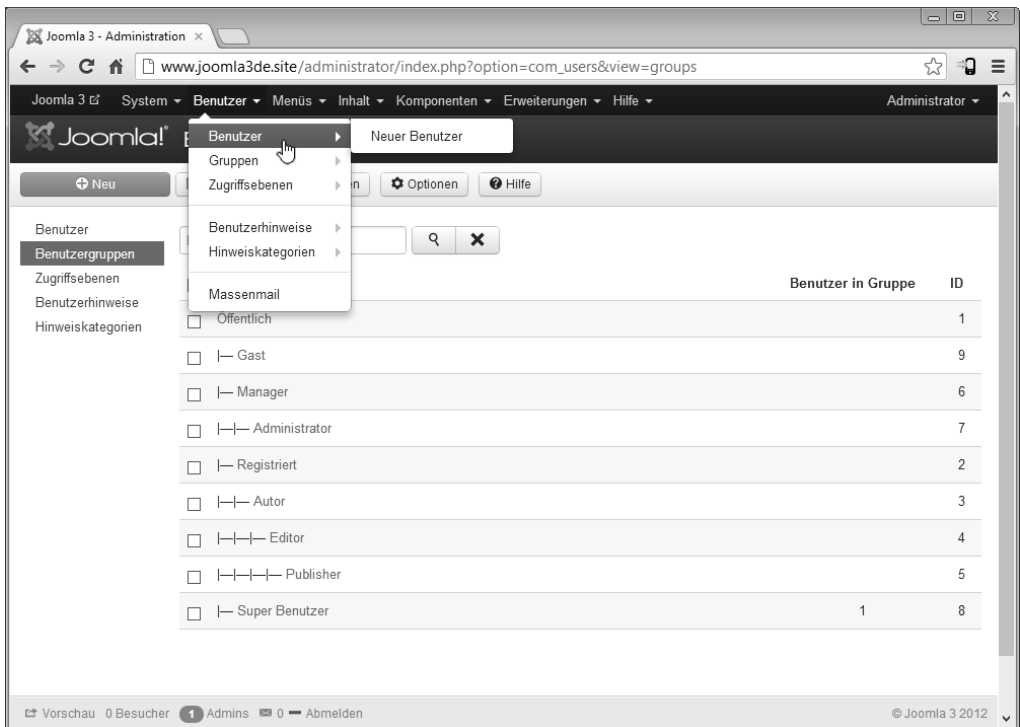 Joomla 3 - Administration
www.joomla3de.site/administrator/index.php?option=com_users&view=groups
Joomla 3 System Benutzer Menüs Inhalt Komponenten Erweiterungen Hilfe Administrator
Joomla!
Benutzer Neuer Benutzer
Gruppen
Zugriffsebenen
Benutzerhinweise
Hinweiskategorien
Massenmail
Neu Optionen Hilfe
Benutzer
Benutzergruppen
Zugriffsebenen
Benutzerhinweise
Hinweiskategorien
Benutzer in Gruppe ID
Öffentlich 1
|— Gast 9
|— Manager 6
|—|— Administrator 7
|— Registriert 2
|—|— Autor 3
|—|—|— Editor 4
|—|—|—|— Publisher 5
|— Super Benutzer 1 8
Vorschau 0 Besucher 1 Admins 0 Abmelden © Joomla 3 2012